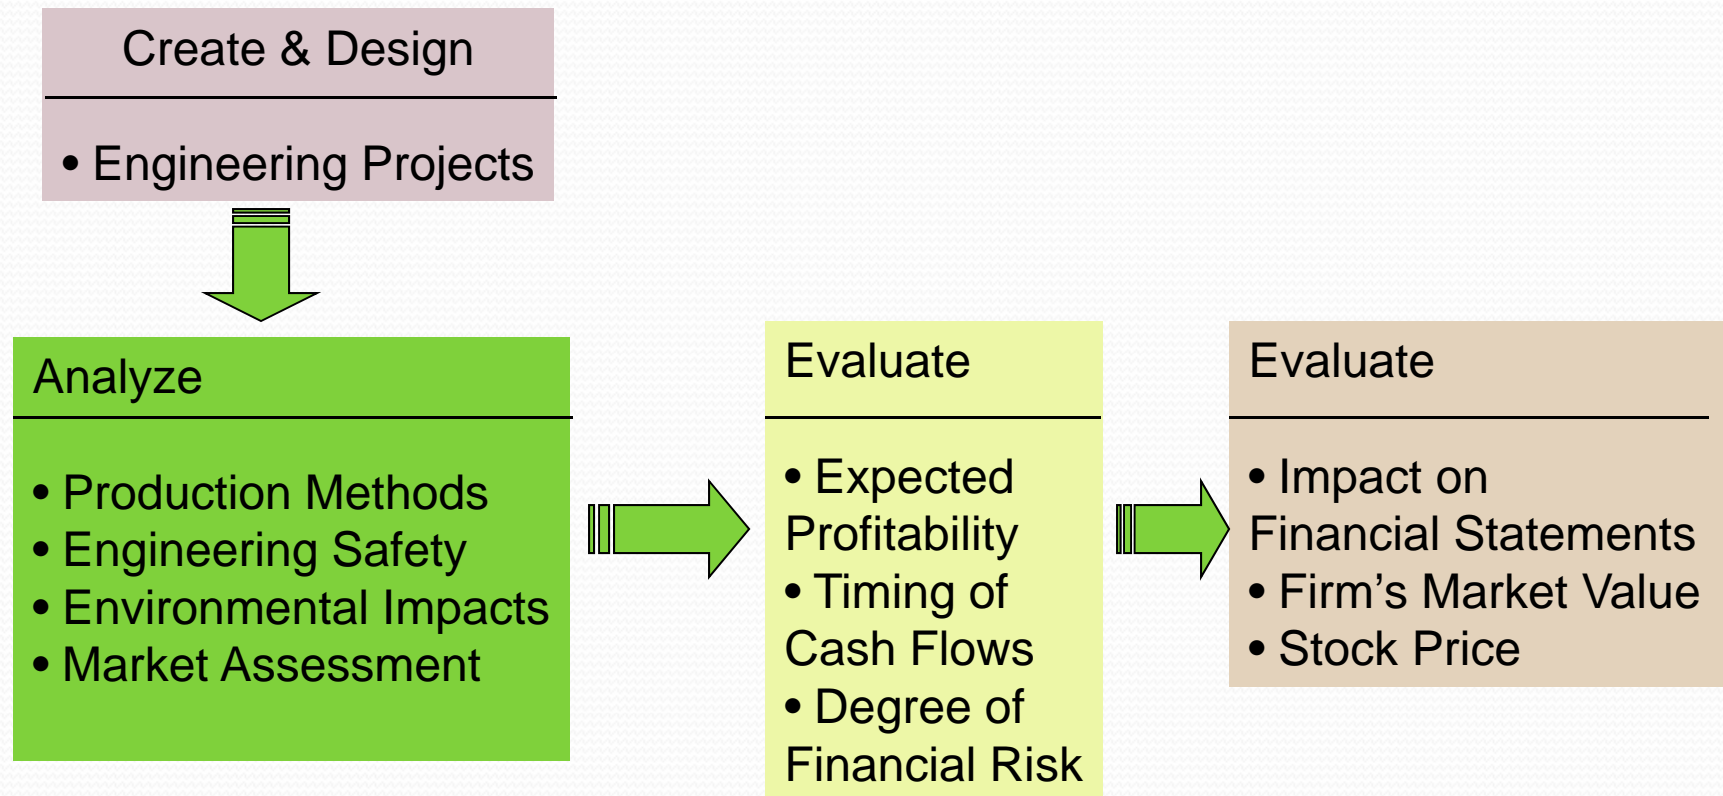 Create & Design
• Engineering Projects
Analyze
• Production Methods
• Engineering Safety
• Environmental Impacts
• Market Assessment
Evaluate
• Expected
Profitability
• Timing of
Cash Flows
• Degree of
Financial Risk
Evaluate
• Impact on
Financial Statements
• Firm’s Market Value
• Stock Price